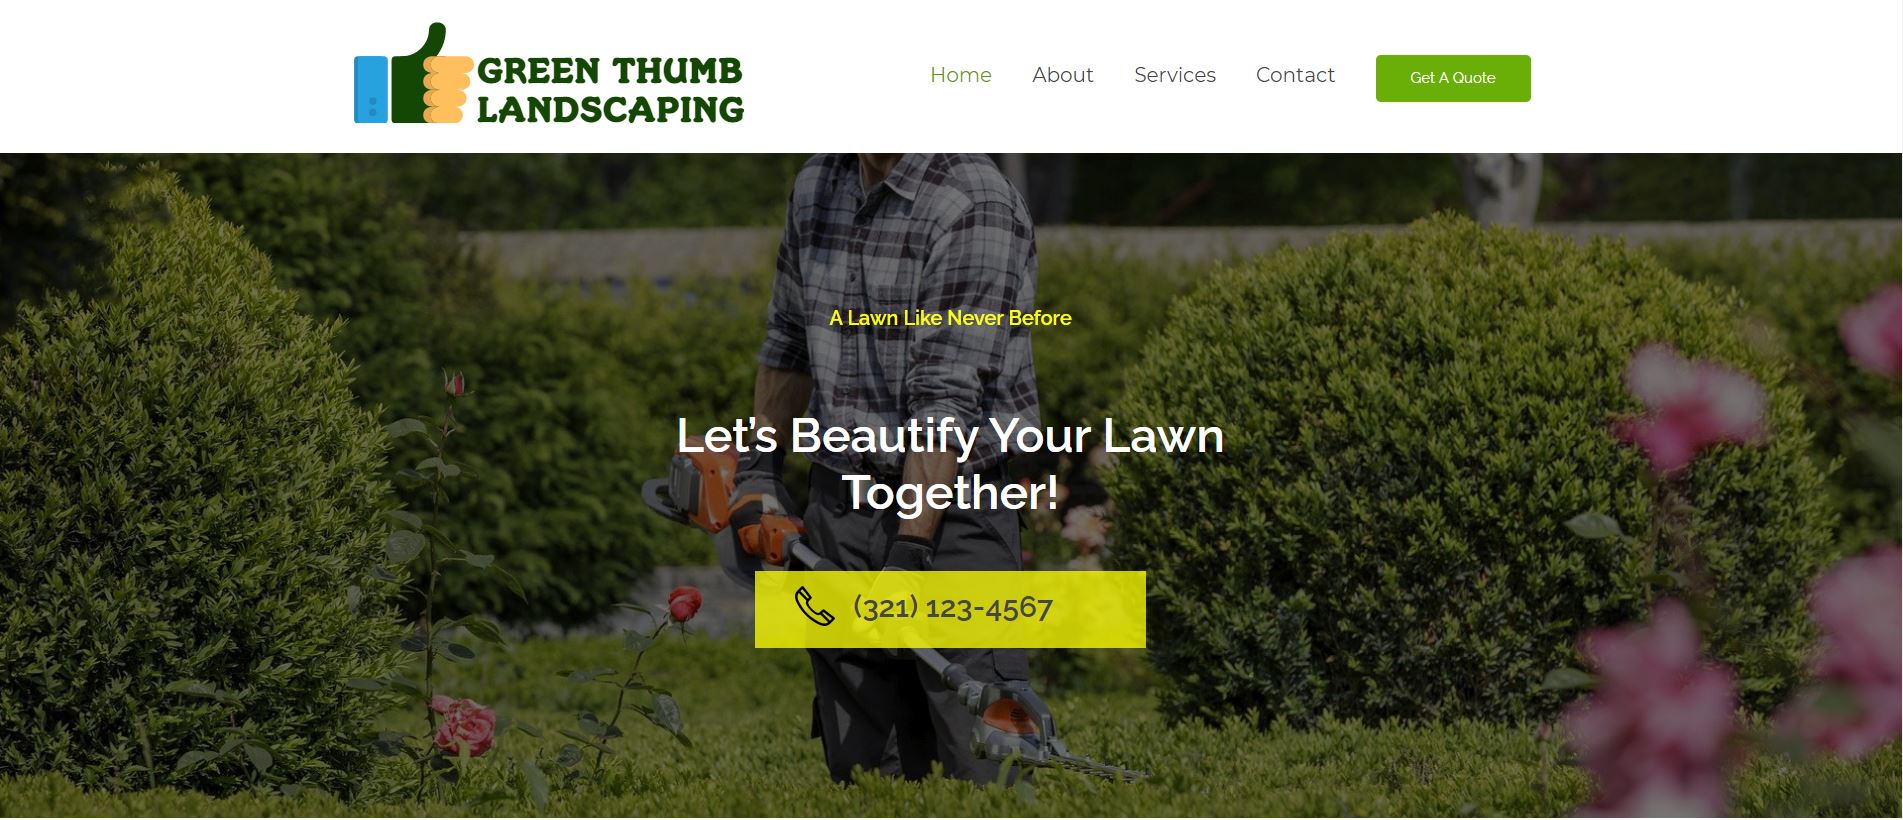 GREEN THUMB
LANDSCAPING
Home About Services Contact Get A Quote
A Lawn Like Never Before
Let’s Beautify Your Lawn
Together!
(321) 123-4567